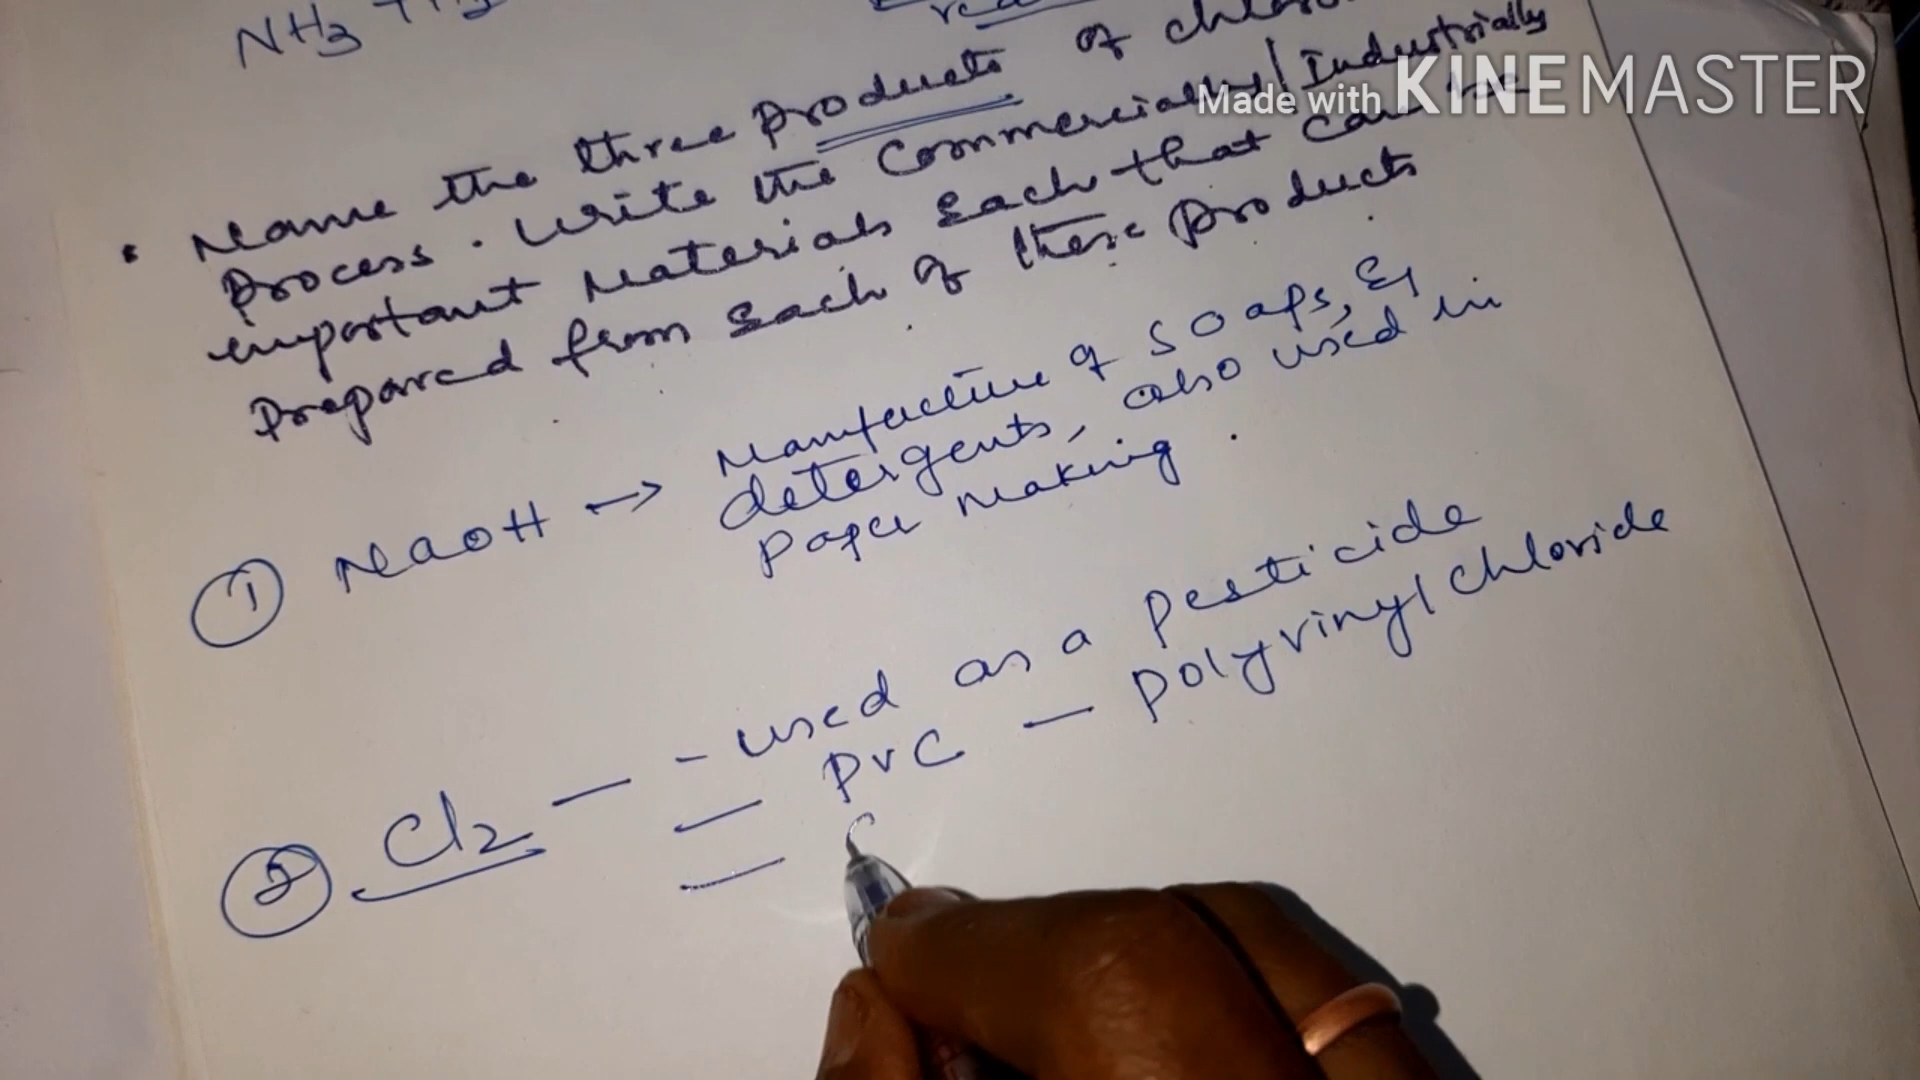 NH3
• Name the three products of
process. Write the Commercially/Industrially
important materials each that can be
prepared from each of these products
① NaOH → Manufacture of soaps, &
detergents, also used in
paper making.
② Cl2 — - used as a pesticide
— PVC — polyvinyl chloride
—
Made with KINEMASTER